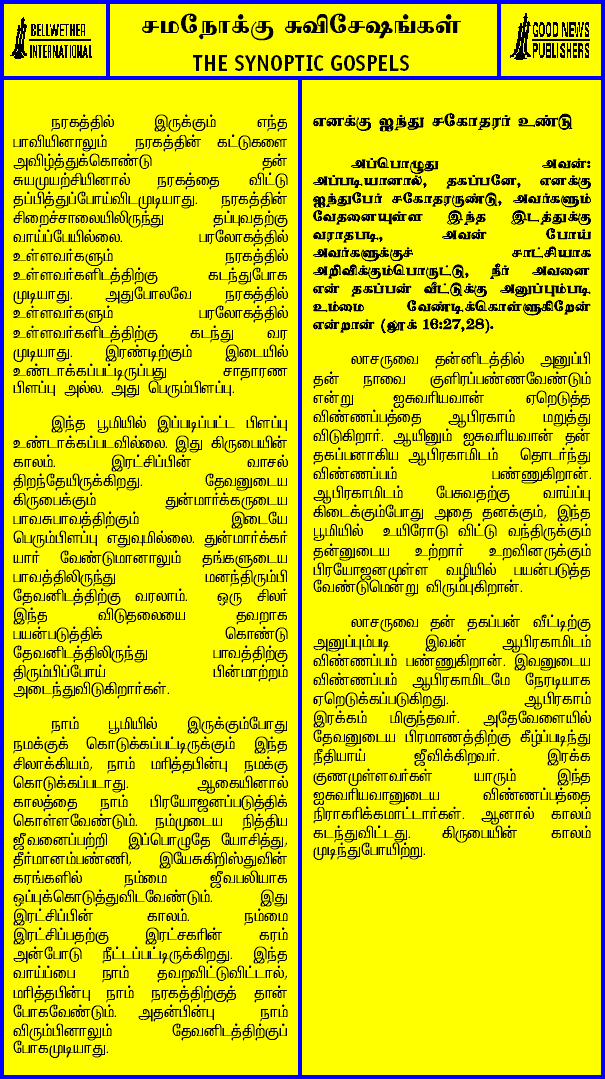 BELLWETHER
INTERNATIONAL
சமநோக்கு சுவிசேஷங்கள்
THE SYNOPTIC GOSPELS
GOOD NEWS
PUBLISHERS
நரகத்தில் இருக்கும் எந்த
பாவியினாலும் நரகத்தின் கட்டுகளை
அவிழ்த்துக்கொண்டு தன்
சுயமுயற்சியினால் நரகத்தை விட்டு
தப்பித்துப்போய்விடமுடியாது. நரகத்தின்
சிறைச்சாலையிலிருந்து தப்புவதற்கு
வாய்ப்பேயில்லை. பரலோகத்தில்
உள்ளவர்களும் நரகத்தில்
உள்ளவர்களிடத்திற்கு கடந்துபோக
முடியாது. அதுபோலவே நரகத்தில்
உள்ளவர்களும் பரலோகத்தில்
உள்ளவர்களிடத்திற்கு கடந்து வர
முடியாது. இரண்டிற்கும் இடையில்
உண்டாக்கப்பட்டிருப்பது சாதாரண
பிளப்பு அல்ல. அது பெரும்பிளப்பு.
இந்த பூமியில் இப்படிப்பட்ட பிளப்பு
உண்டாக்கப்படவில்லை. இது கிருபையின்
காலம். இரட்சிப்பின் வாசல்
திறந்தேயிருக்கிறது. தேவனுடைய
கிருபைக்கும் துன்மார்க்கருடைய
பாவசுபாவத்திற்கும் இடையே
பெரும்பிளப்பு எதுவுமில்லை. துன்மார்க்கர்
யார் வேண்டுமானாலும் தங்களுடைய
பாவத்திலிருந்து மனந்திரும்பி
தேவனிடத்திற்கு வரலாம். ஒரு சிலர்
இந்த விடுதலையை தவறாக
பயன்படுத்திக் கொண்டு
தேவனிடத்திலிருந்து பாவத்திற்கு
திரும்பிப்போய் பின்மாற்றம்
அடைந்துவிடுகிறார்கள்.
நாம் பூமியில் இருக்கும்போது
நமக்குக் கொடுக்கப்பட்டிருக்கும் இந்த
சிலாக்கியம், நாம் மரித்தபின்பு நமக்கு
கொடுக்கப்படாது. ஆகையினால்
காலத்தை நாம் பிரயோஜனப்படுத்திக்
கொள்ளவேண்டும். நம்முடைய நித்திய
ஜீவனைப்பற்றி இப்பொழுதே யோசித்து,
தீர்மானம்பண்ணி, இயேசுகிறிஸ்துவின்
கரங்களில் நம்மை ஜீவபலியாக
ஒப்புக்கொடுத்துவிடவேண்டும். இது
இரட்சிப்பின் காலம். நம்மை
இரட்சிப்பதற்கு இரட்சகரின் கரம்
அன்போடு நீட்டப்பட்டிருக்கிறது. இந்த
வாய்ப்பை நாம் தவறவிட்டுவிட்டால்,
மரித்தபின்பு நாம் நரகத்திற்குத் தான்
போகவேண்டும். அதன்பின்பு நாம்
விரும்பினாலும் தேவனிடத்திற்குப்
போகமுடியாது.
எனக்கு ஐந்து சகோதரர் உண்டு
அப்பொழுது அவன்:
அப்படியானால், தகப்பனே, எனக்கு
ஐந்துபேர் சகோதரருண்டு, அவர்களும்
வேதனையுள்ள இந்த இடத்துக்கு
வராதபடி, அவன் போய்
அவர்களுக்குச் சாட்சியாக
அறிவிக்கும்பொருட்டு, நீர் அவனை
என் தகப்பன் வீட்டுக்கு அனுப்பும்படி
உம்மை வேண்டிக்கொள்ளுகிறேன்
என்றான் (லூக் 16:27,28).
லாசருவை தன்னிடத்தில் அனுப்பி
தன் நாவை குளிரப்பண்ணவேண்டும்
என்று ஐசுவரியவான் ஏறெடுத்த
விண்ணப்பத்தை ஆபிரகாம் மறுத்து
விடுகிறார். ஆயினும் ஐசுவரியவான் தன்
தகப்பனாகிய ஆபிரகாமிடம் தொடர்ந்து
விண்ணப்பம் பண்ணுகிறான்.
ஆபிரகாமிடம் பேசுவதற்கு வாய்ப்பு
கிடைக்கும்போது அதை தனக்கும், இந்த
பூமியில் உயிரோடு விட்டு வந்திருக்கும்
தன்னுடைய உற்றார் உறவினருக்கும்
பிரயோஜனமுள்ள வழியில் பயன்படுத்த
வேண்டுமென்று விரும்புகிறான்.
லாசருவை தன் தகப்பன் வீட்டிற்கு
அனுப்பும்படி இவன் ஆபிரகாமிடம்
விண்ணப்பம் பண்ணுகிறான். இவனுடைய
விண்ணப்பம் ஆபிரகாமிடமே நேரடியாக
ஏறெடுக்கப்படுகிறது. ஆபிரகாம்
இரக்கம் மிகுந்தவர். அதேவேளையில்
தேவனுடைய பிரமாணத்திற்கு கீழ்ப்படிந்து
நீதியாய் ஜீவிக்கிறவர். இரக்க
குணமுள்ளவர்கள் யாரும் இந்த
ஐசுவரியவானுடைய விண்ணப்பத்தை
நிராகரிக்கமாட்டார்கள். ஆனால் காலம்
கடந்துவிட்டது. கிருபையின் காலம்
முடிந்துபோயிற்று.